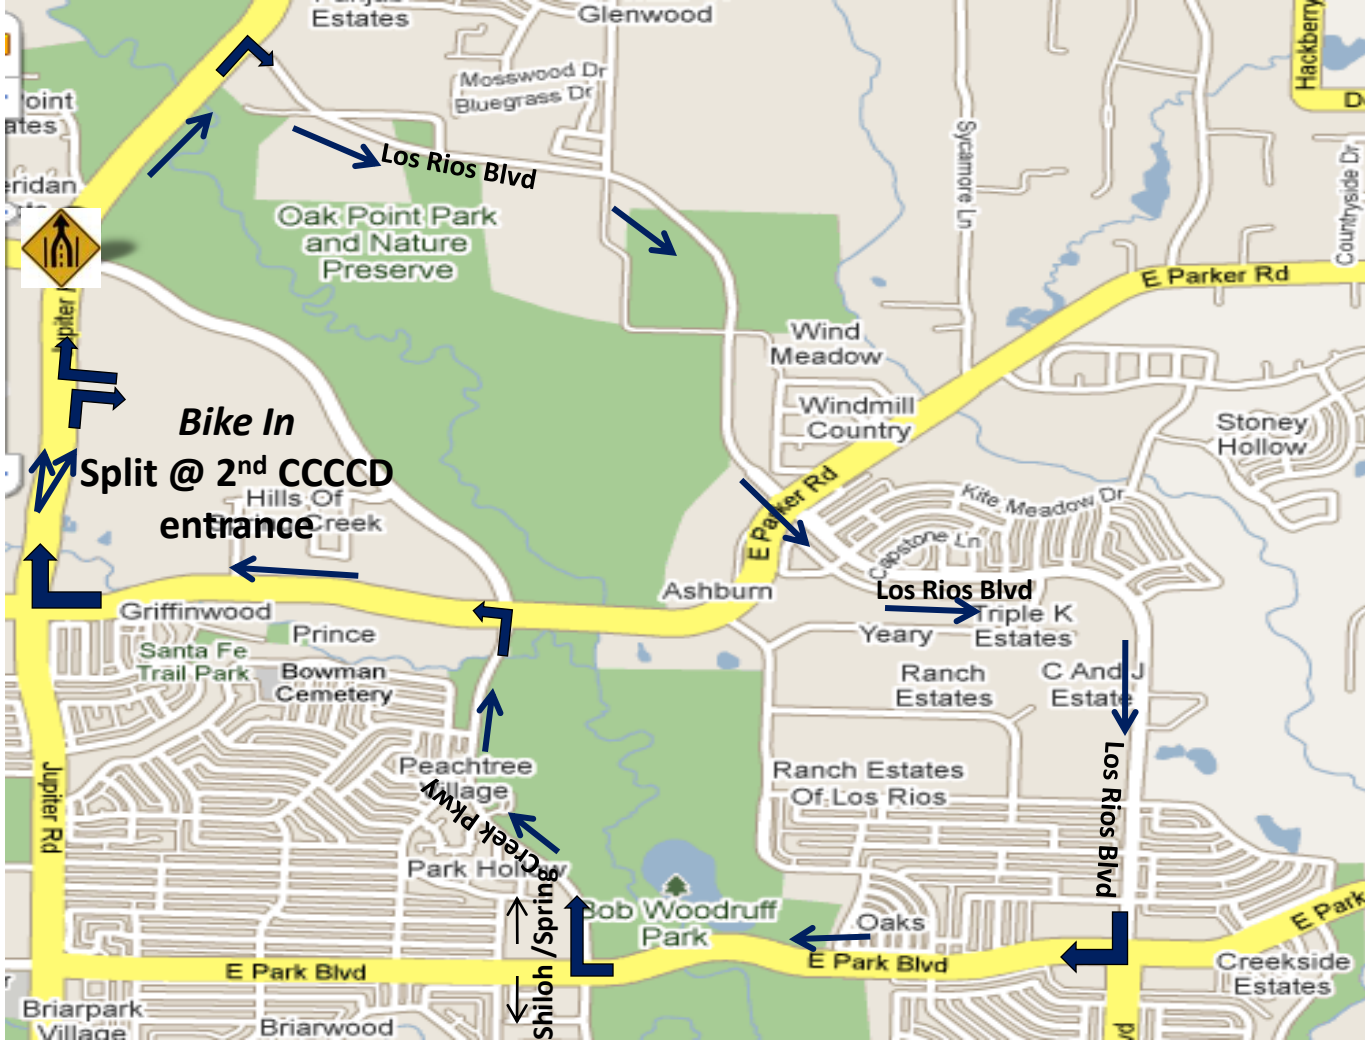 Estates
Glenwood
Hackberry
Mosswood Dr
Bluegrass Dr
Point
Los Rios Blvd
Sycamore Ln
Countryside Dr
Oak Point Park
and Nature
Preserve
E Parker Rd
Jupiter
Wind
Meadow
Windmill
Country
Stoney
Hollow
Bike In
Split @ 2nd CCCCD
entrance
Hills Of
Spring Creek
E Parker Rd
Kite Meadow Dr
Capstone Ln
Ashburn
Los Rios Blvd
Griffinwood
Prince
Yeary
Triple K
Estates
Santa Fe
Trail Park
Bowman
Cemetery
Ranch
Estates
C And J
Estate
Jupiter Rd
Peachtree
Village
Ranch Estates
Of Los Rios
Los Rios Blvd
Shiloh /Spring Creek Pkwy
Park Hollow
Bob Woodruff
Park
Oaks
E Park
E Park Blvd
E Park Blvd
Creekside
Estates
Briarpark
Village
Briarwood